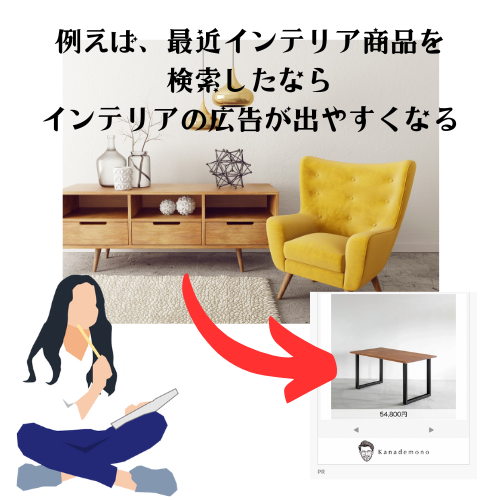 例えば、最近インテリア商品を
検索したなら
インテリアの広告が出やすくなる
54,800円
Kanademono
PR